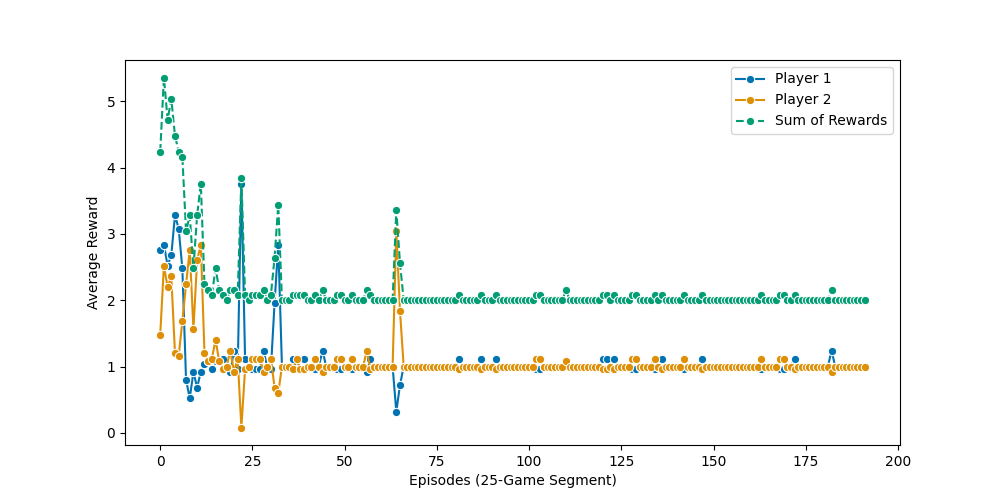 Player 1
Player 2
Sum of Rewards
5
4
3
2
1
0
Average Reward
0 25 50 75 100 125 150 175 200
Episodes (25-Game Segment)